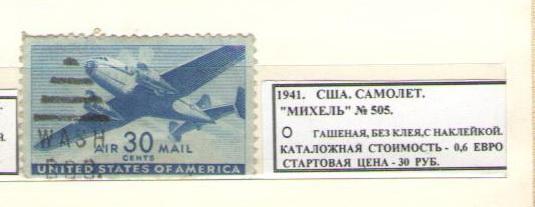 WASH
AIR 30 MAIL
CENTS
UNITED STATES OF AMERICA
1941. США. САМОЛЕТ.
"МИХЕЛЬ" № 505.
О ГАШЕНАЯ, БЕЗ КЛЕЯ,С НАКЛЕЙКОЙ.
КАТАЛОЖНАЯ СТОИМОСТЬ - 0,6 ЕВРО
СТАРТОВАЯ ЦЕНА - 30 РУБ.